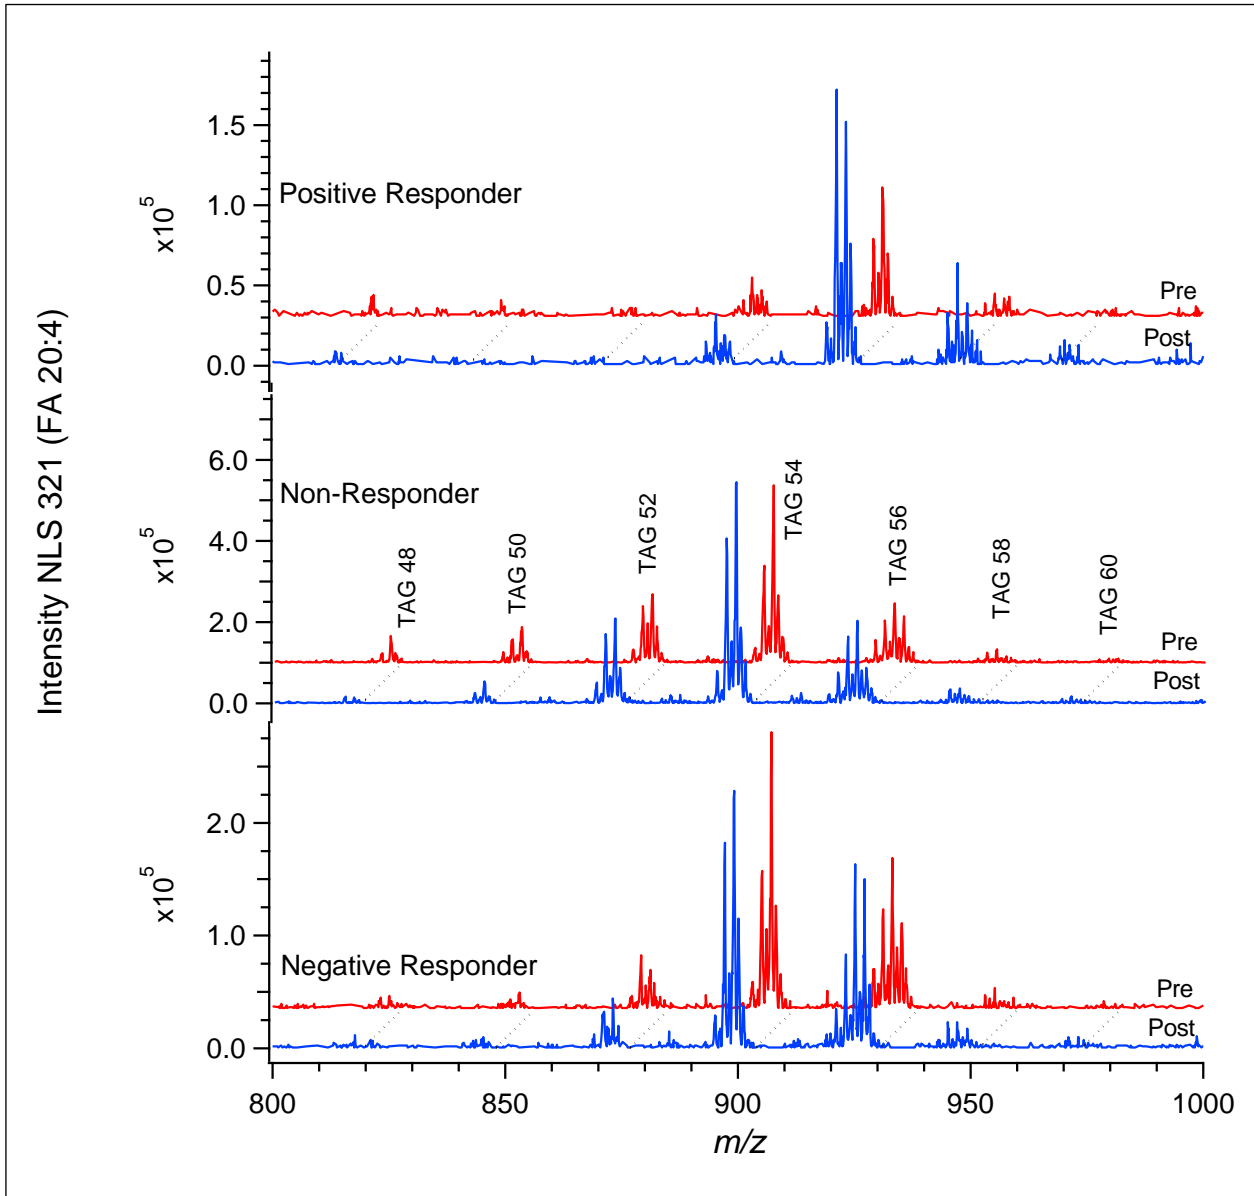 Intensity NLS 321 (FA 20:4)
x10 5
1.5
1.0
0.5
0.0
Positive Responder
Pre
Post
x10 5
6.0
4.0
2.0
0.0
Non-Responder
TAG 48
TAG 50
TAG 52
TAG 54
TAG 56
TAG 58
TAG 60
Pre
Post
x10 5
2.0
1.0
0.0
Negative Responder
Pre
Post
800 850 900 950 1000
m/z